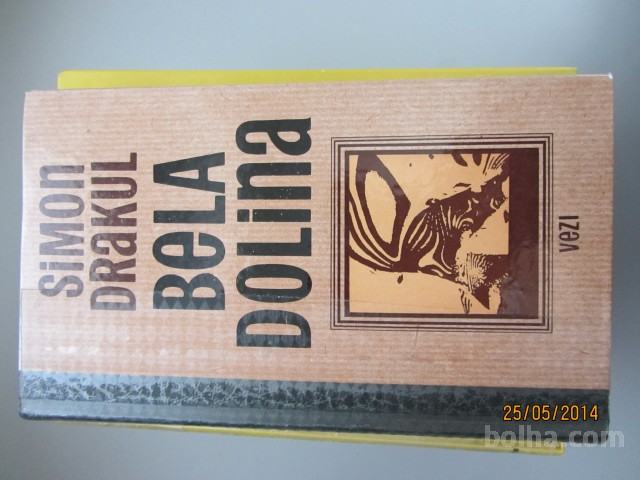 SiMON
DRAKUL
BeLA
DOLina
vezi
25/05/2014
bolha.com